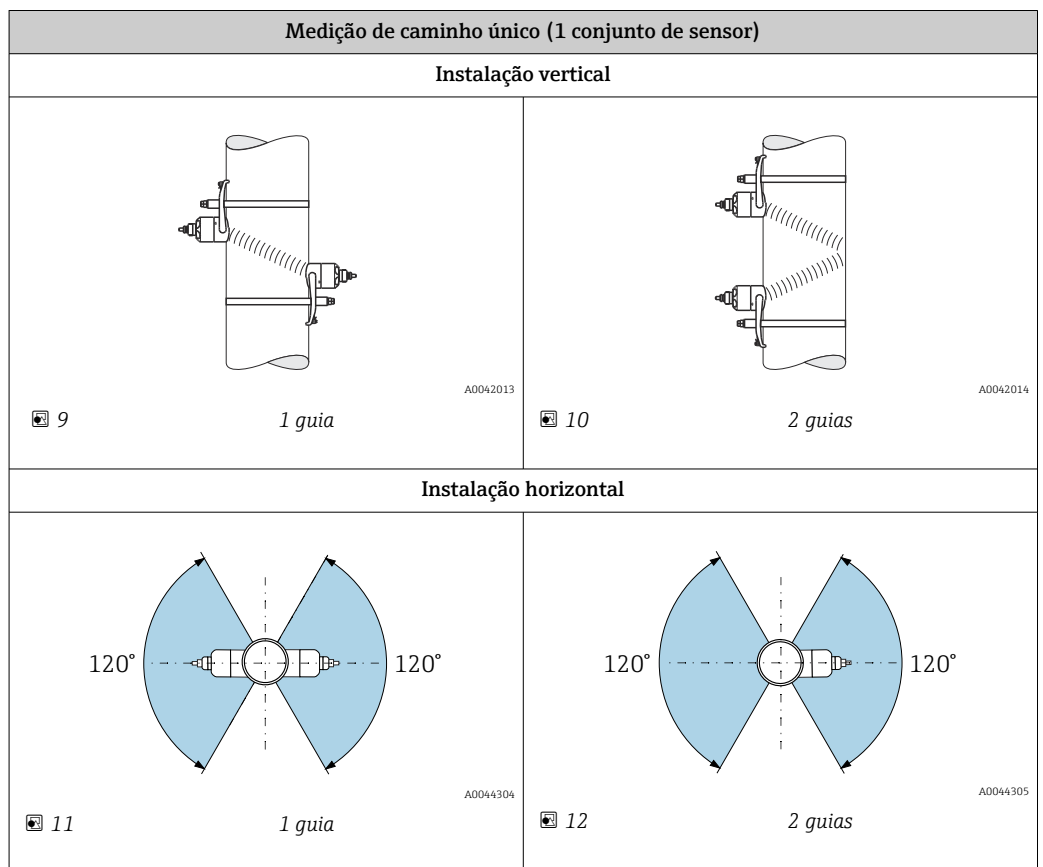 Medição de caminho único (1 conjunto de sensor)
Instalação vertical
A0042013
9 1 guia
A0042014
10 2 guias
Instalação horizontal
120° 120°
A0044304
11 1 guia
120° 120°
A0044305
12 2 guias